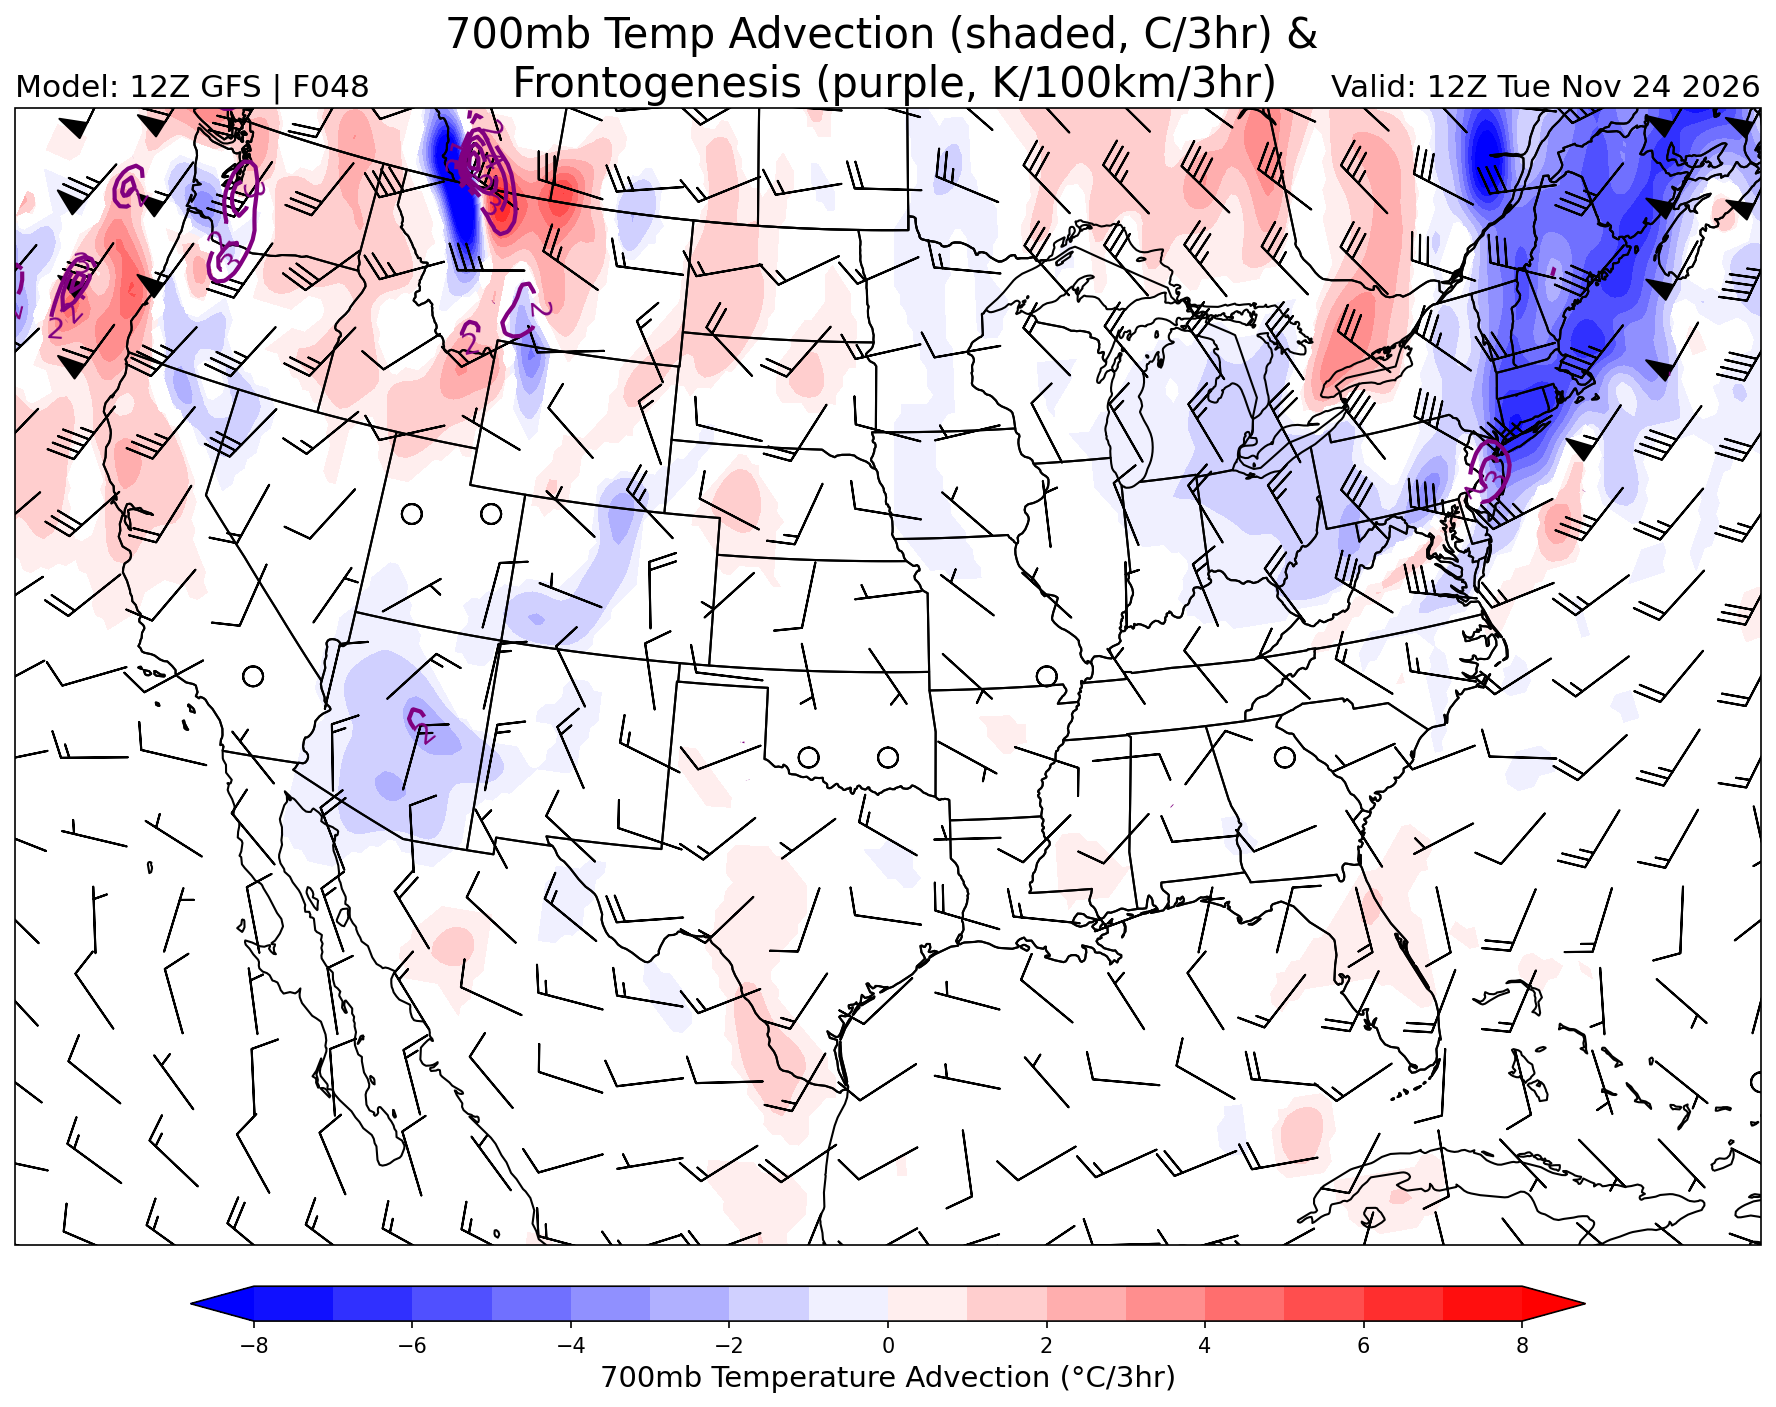 700mb Temp Advection (shaded, C/3hr) &
Model: 12Z GFS | F048
Frontogenesis (purple, K/100km/3hr)
Valid: 12Z Tue Nov 24 2026
−8 −6 −4 −2 0 2 4 6 8
700mb Temperature Advection (°C/3hr)